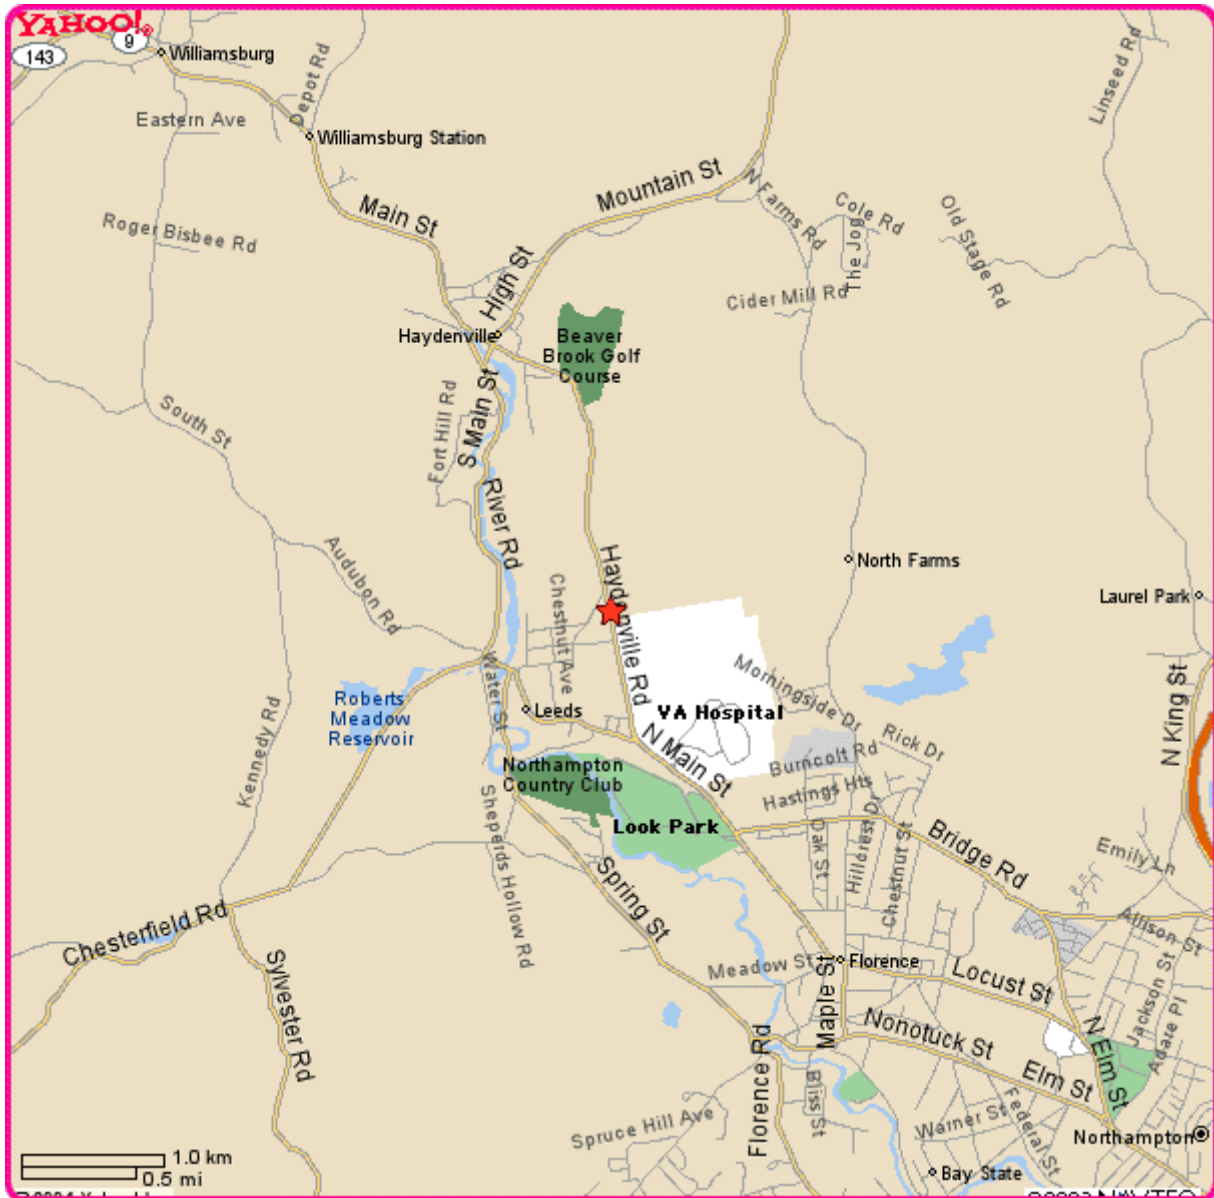 YAHOO!®
9
143
Williamsburg
Depot Rd
Linseed Rd
Eastern Ave
Williamsburg Station
Mountain St
N Farms Rd
Main St
Cole Rd
Old Stage Rd
Roger Bisbee Rd
The Jog
High St
Cider Mill Rd
Haydenville
Beaver
Brook Golf
Course
S Main St
Fort Hill Rd
South St
River Rd
Audubon Rd
Haydenville Rd
North Farms
Chestnut Ave
Laurel Park
Water St
Morningside Dr
N King St
Roberts
Meadow
Reservoir
Leeds
VA Hospital
Kennedy Rd
N Main St
Rick Dr
Burncolt Rd
Northampton
Country Club
Hastings Hts
Sheperds Hollow Rd
Look Park
Oak St
Hillcrest Dr
Chestnut St
Bridge Rd
Emily Ln
Spring St
Chesterfield Rd
Allison St
Sylvester Rd
Meadow St
Florence
Locust St
Jackson St
Maple St
Nonotuck St
Adare Pl
Florence Rd
Elm St
N Elm St
Bliss St
Warner St
Federal St
Spruce Hill Ave
Northampton
Bay State
1.0 km
0.5 mi